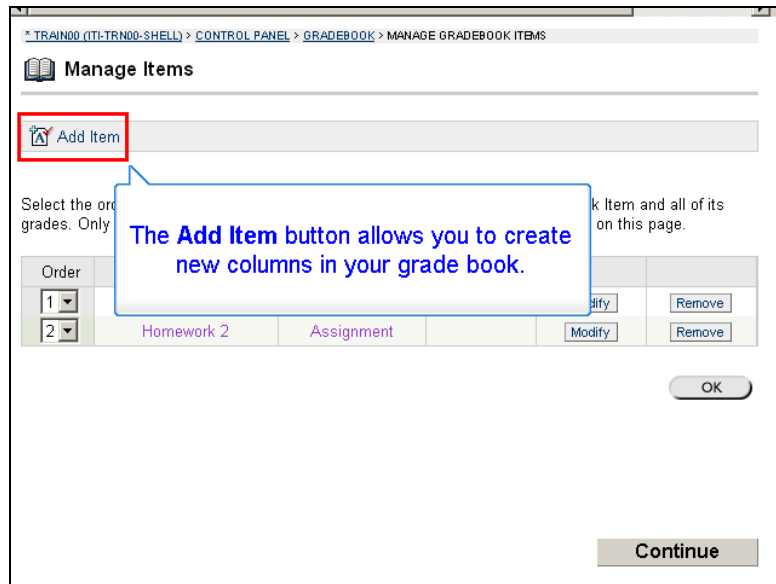 * TRAIN00 (ITI-TRN00-SHELL) > CONTROL PANEL > GRADEBOOK > MANAGE GRADEBOOK ITEMS
Manage Items
Add Item
Select the k Item and all of its
grades. Only on this page.
The Add Item button allows you to create
new columns in your grade book.
Order
1 Modify Remove
2 Homework 2 Assignment Modify Remove
OK
Continue